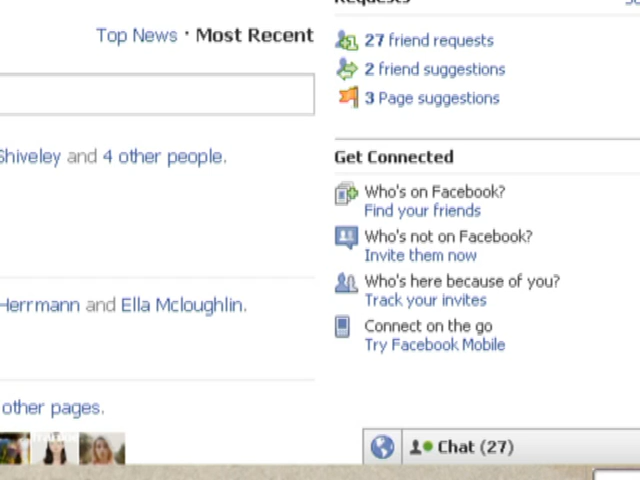 Requests
Top News · Most Recent
27 friend requests
2 friend suggestions
3 Page suggestions
Shiveley and 4 other people.
Get Connected
Who's on Facebook?
Find your friends
Who's not on Facebook?
Invite them now
Who's here because of you?
Track your invites
Herrmann and Ella Mcloughlin.
Connect on the go
Try Facebook Mobile
other pages.
Chat (27)